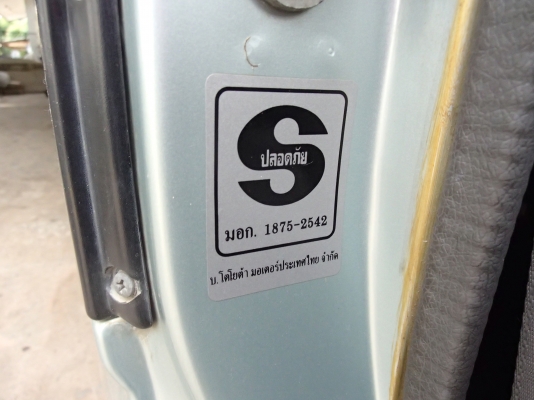 S
ปลอดภัย
มอก. 1875-2542
บ. โตโยต้า มอเตอร์ประเทศไทย จำกัด